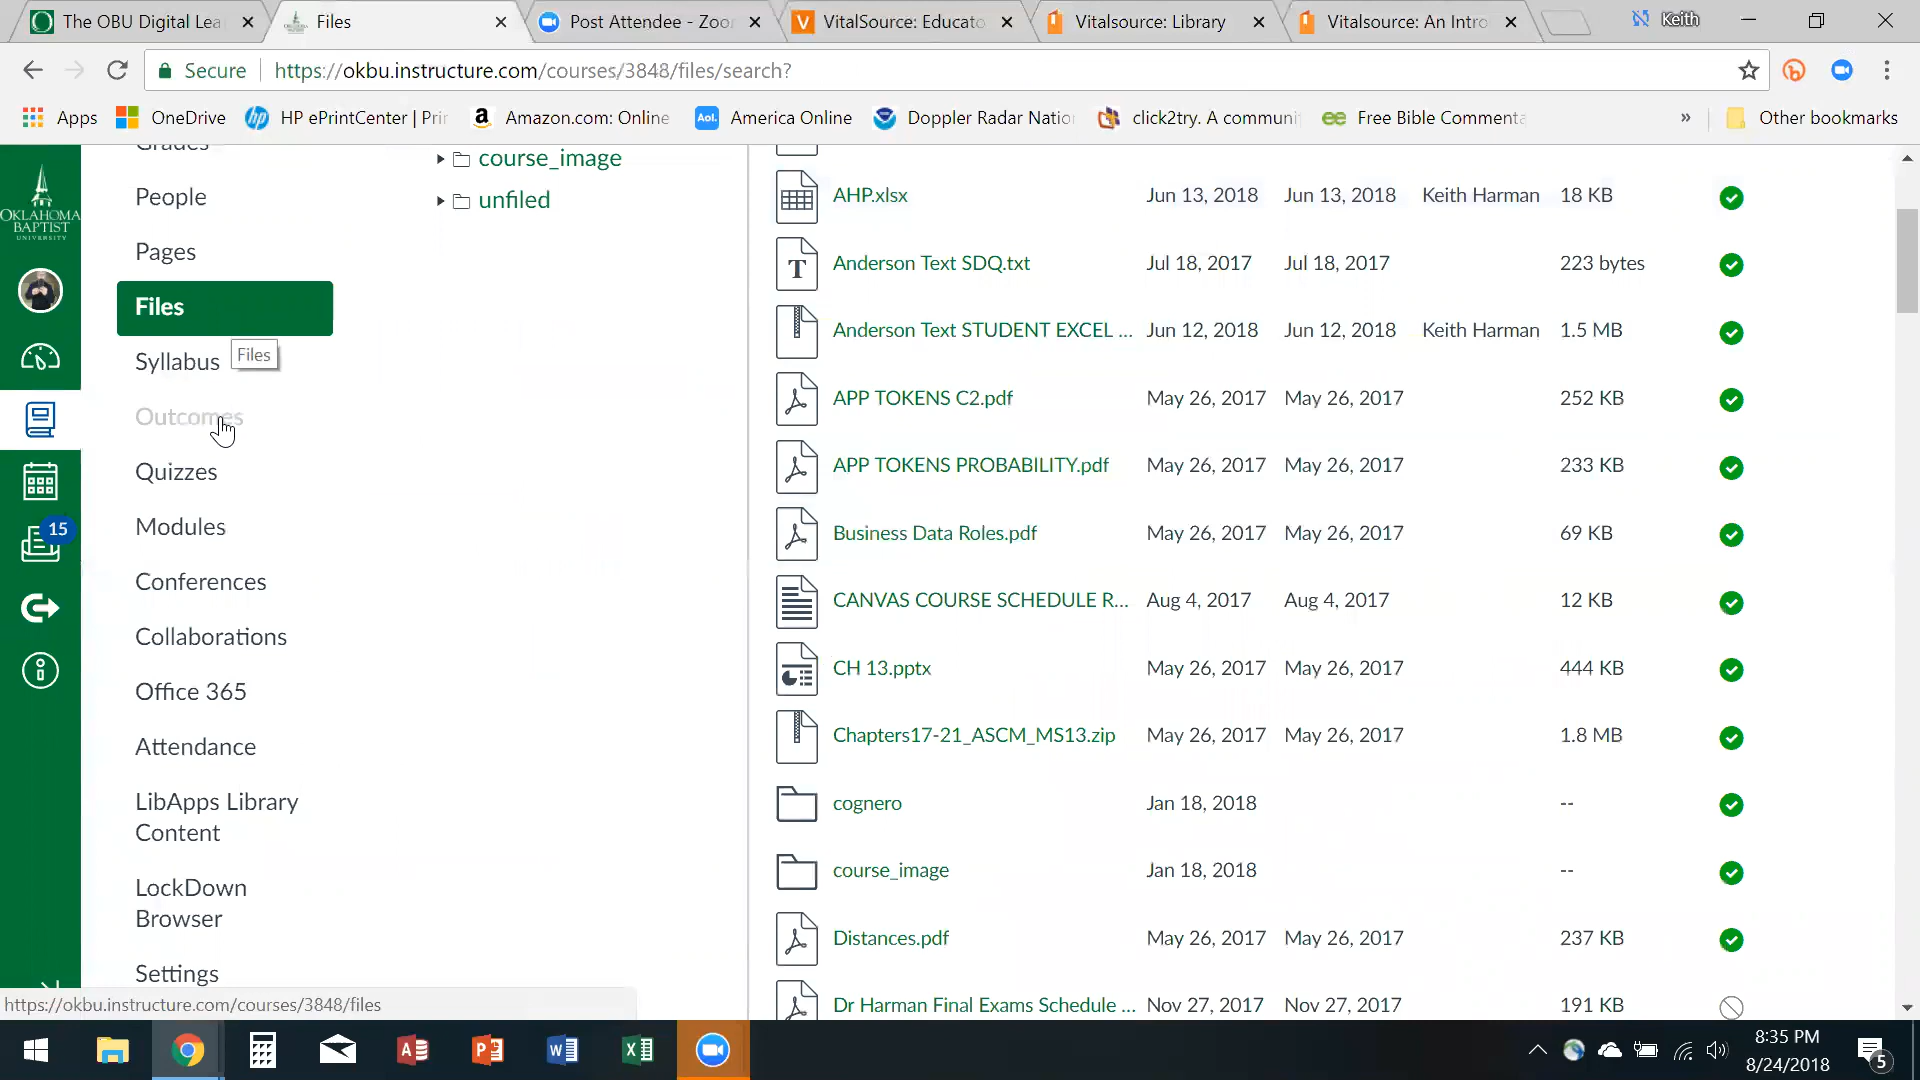 The OBU Digital Lea
Files
Post Attendee - Zoo
VitalSource: Educato
Vitalsource: Library
Vitalsource: An Intro
Keith
Secure
https://okbu.instructure.com/courses/3848/files/search?
Apps
OneDrive
HP ePrintCenter | Prin
Amazon.com: Online
Aol.
America Online
Doppler Radar Nation
click2try. A communi
Free Bible Commenta
»
Other bookmarks
OKLAHOMA
BAPTIST
UNIVERSITY
15
Grades
People
Pages
Files
Files
Syllabus
Outcomes
Quizzes
Modules
Conferences
Collaborations
Office 365
Attendance
LibApps Library
Content
LockDown
Browser
Settings
course_image
unfiled
AHP.xlsx Jun 13, 2018 Jun 13, 2018 Keith Harman 18 KB
Anderson Text SDQ.txt Jul 18, 2017 Jul 18, 2017 223 bytes
Anderson Text STUDENT EXCEL ... Jun 12, 2018 Jun 12, 2018 Keith Harman 1.5 MB
APP TOKENS C2.pdf May 26, 2017 May 26, 2017 252 KB
APP TOKENS PROBABILITY.pdf May 26, 2017 May 26, 2017 233 KB
Business Data Roles.pdf May 26, 2017 May 26, 2017 69 KB
CANVAS COURSE SCHEDULE R... Aug 4, 2017 Aug 4, 2017 12 KB
CH 13.pptx May 26, 2017 May 26, 2017 444 KB
Chapters17-21_ASCM_MS13.zip May 26, 2017 May 26, 2017 1.8 MB
cognero Jan 18, 2018 --
course_image Jan 18, 2018 --
Distances.pdf May 26, 2017 May 26, 2017 237 KB
Dr Harman Final Exams Schedule ... Nov 27, 2017 Nov 27, 2017 191 KB
https://okbu.instructure.com/courses/3848/files
8:35 PM
8/24/2018
5